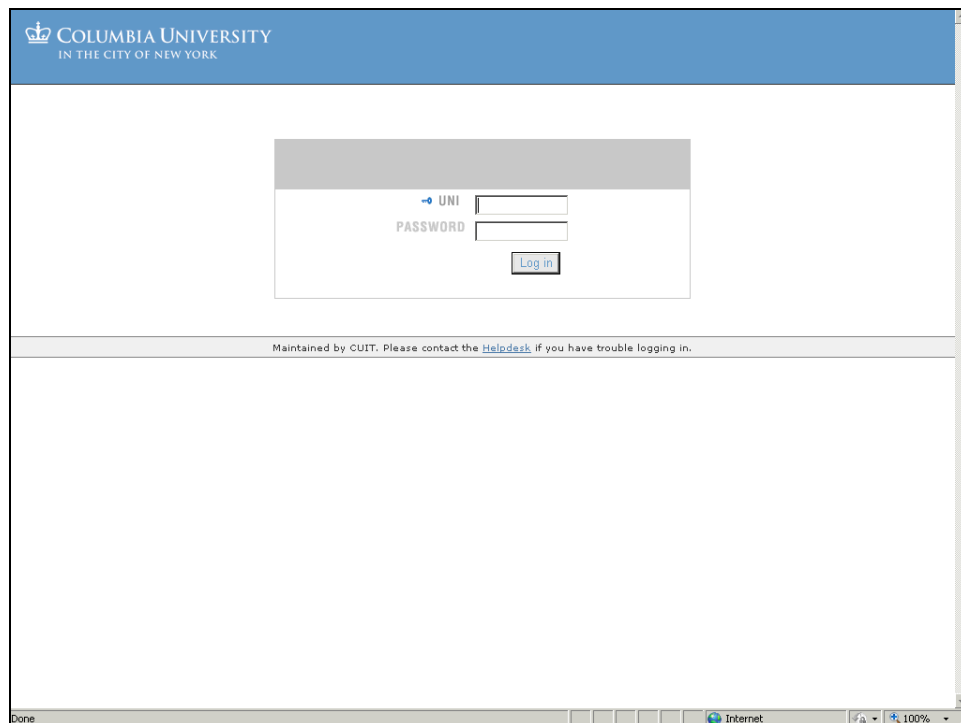 COLUMBIA UNIVERSITY
IN THE CITY OF NEW YORK
UNI
PASSWORD
Log in
Maintained by CUIT. Please contact the Helpdesk if you have trouble logging in.
Done
Internet
100%